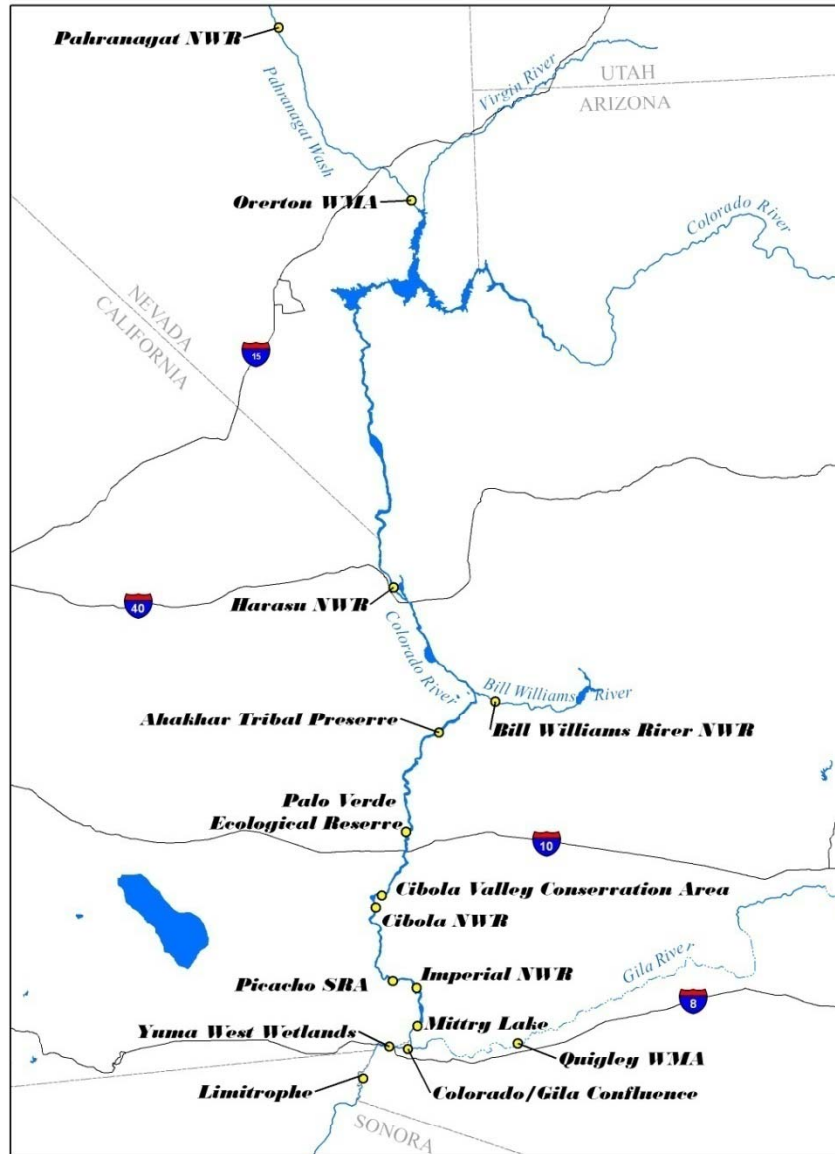 Pahranagat NWR
Pahranagat Wash
Virgin River
UTAH
ARIZONA
Overton WMA
Colorado River
NEVADA
CALIFORNIA
15
40
Havasu NWR
Colorado River
Bill Williams River
Bill Williams River NWR
Ahakhav Tribal Preserve
Palo Verde
Ecological Reserve
10
Cibola Valley Conservation Area
Cibola NWR
Gila River
Picacho SRA
Imperial NWR
8
Mittry Lake
Yuma West Wetlands
Quigley WMA
Limitrophe
Colorado/Gila Confluence
SONORA